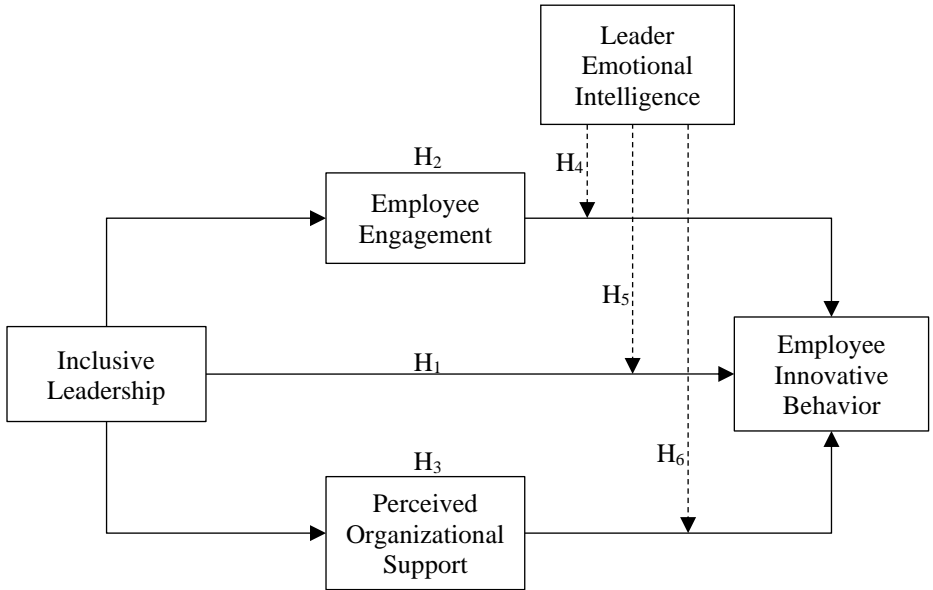 Leader
Emotional
Intelligence
H₂
H₄
Employee
Engagement
H₅
Inclusive
Leadership
H₁
Employee
Innovative
Behavior
H₃
H₆
Perceived
Organizational
Support